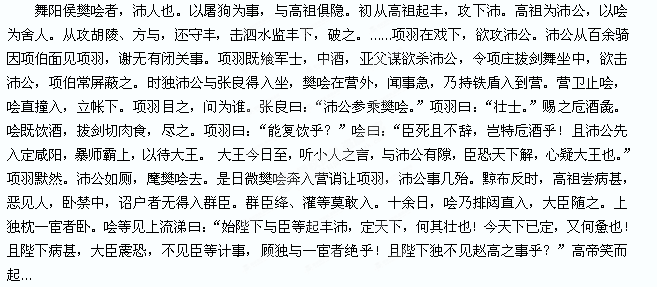 舞阳侯樊哙者，沛人也。以屠狗为事，与高祖俱隐。初从高祖起丰，攻下沛。高祖为沛公，以哙
为舍人。从攻胡陵、方与，还守丰，击泗水监丰下，破之。……项羽在戏下，欲攻沛公。沛公从百余骑
因项伯面见项羽，谢无有闭关事。项羽既飨军士，中酒，亚父谋欲杀沛公，令项庄拔剑舞坐中，欲击
沛公，项伯常屏蔽之。时独沛公与张良得入坐，樊哙在营外，闻事急，乃持铁盾入到营。营卫止哙，
哙直撞入，立帐下。项羽目之，问为谁。张良曰：“沛公参乘樊哙。”项羽曰：“壮士。”赐之卮酒彘。
哙既饮酒，拔剑切肉食，尽之。项羽曰：“能复饮乎？”哙曰：“臣死且不辞，岂特卮酒乎！且沛公先
入定咸阳，暴师霸上，以待大王。 大王今日至，听小人之言，与沛公有隙，臣恐天下解，心疑大王也。”
项羽默然。沛公如厕，麾樊哙去。是日微樊哙奔入营诮让项羽，沛公事几殆。黥布反时，高祖尝病甚，
恶见人，卧禁中，诏户者无得入群臣。群臣绛、灌等莫敢入。十余日，哙乃排闼直入，大臣随之。上
独枕一宦者卧。哙等见上流涕曰：“始陛下与臣等起丰沛，定天下，何其壮也！今天下已定，又何惫也！
且陛下病甚，大臣震恐，不见臣等计事，顾独与一宦者绝乎！且陛下独不见赵高之事乎？”高帝笑而
起…